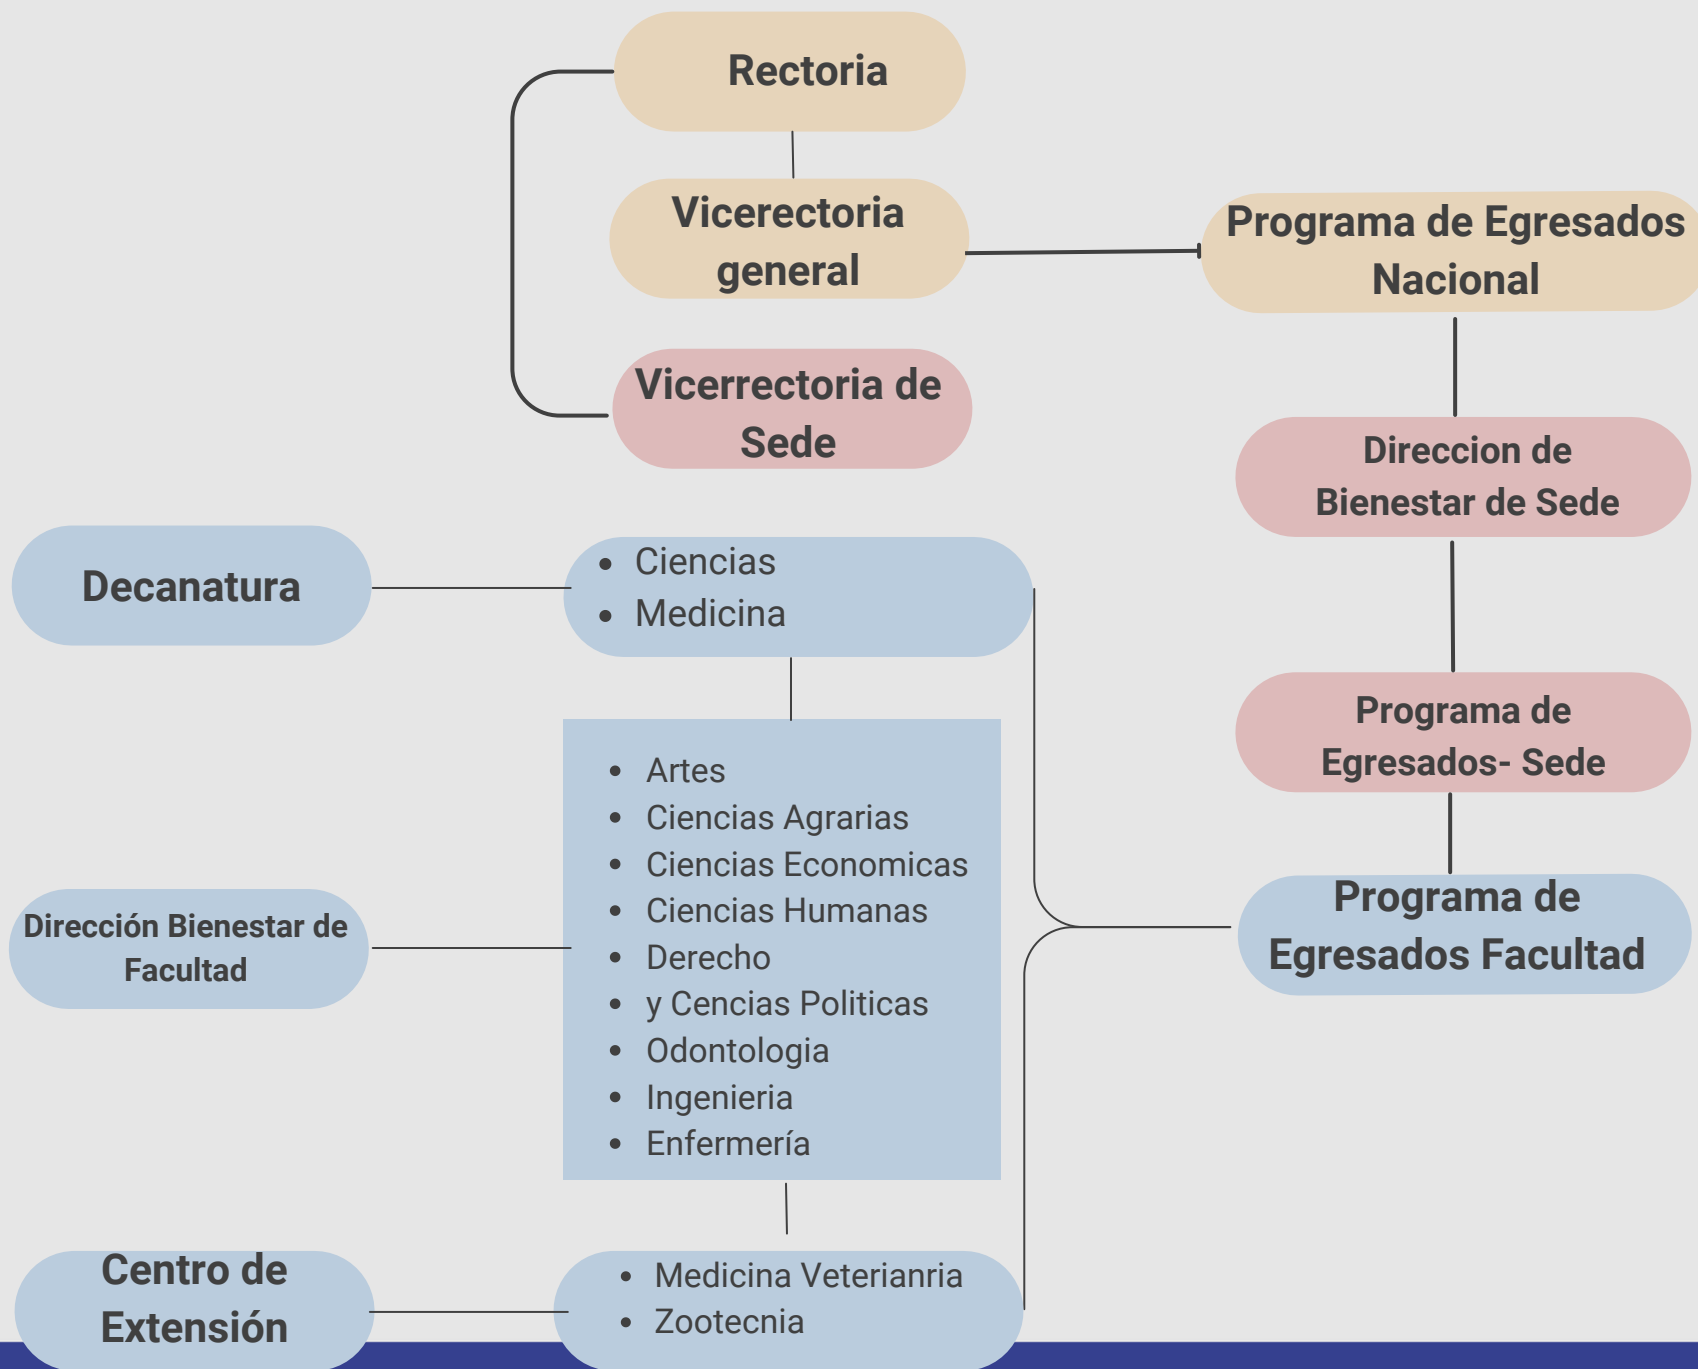 Rectoria
Vicerectoria
general
Programa de Egresados
Nacional
Vicerrectoria de
Sede
Direccion de
Bienestar de Sede
Decanatura
• Ciencias
• Medicina
Programa de
Egresados- Sede
• Artes
• Ciencias Agrarias
• Ciencias Economicas
• Ciencias Humanas
• Derecho
• y Cencias Politicas
• Odontologia
• Ingenieria
• Enfermería
Dirección Bienestar de
Facultad
Programa de
Egresados Facultad
Centro de
Extensión
• Medicina Veterianria
• Zootecnia